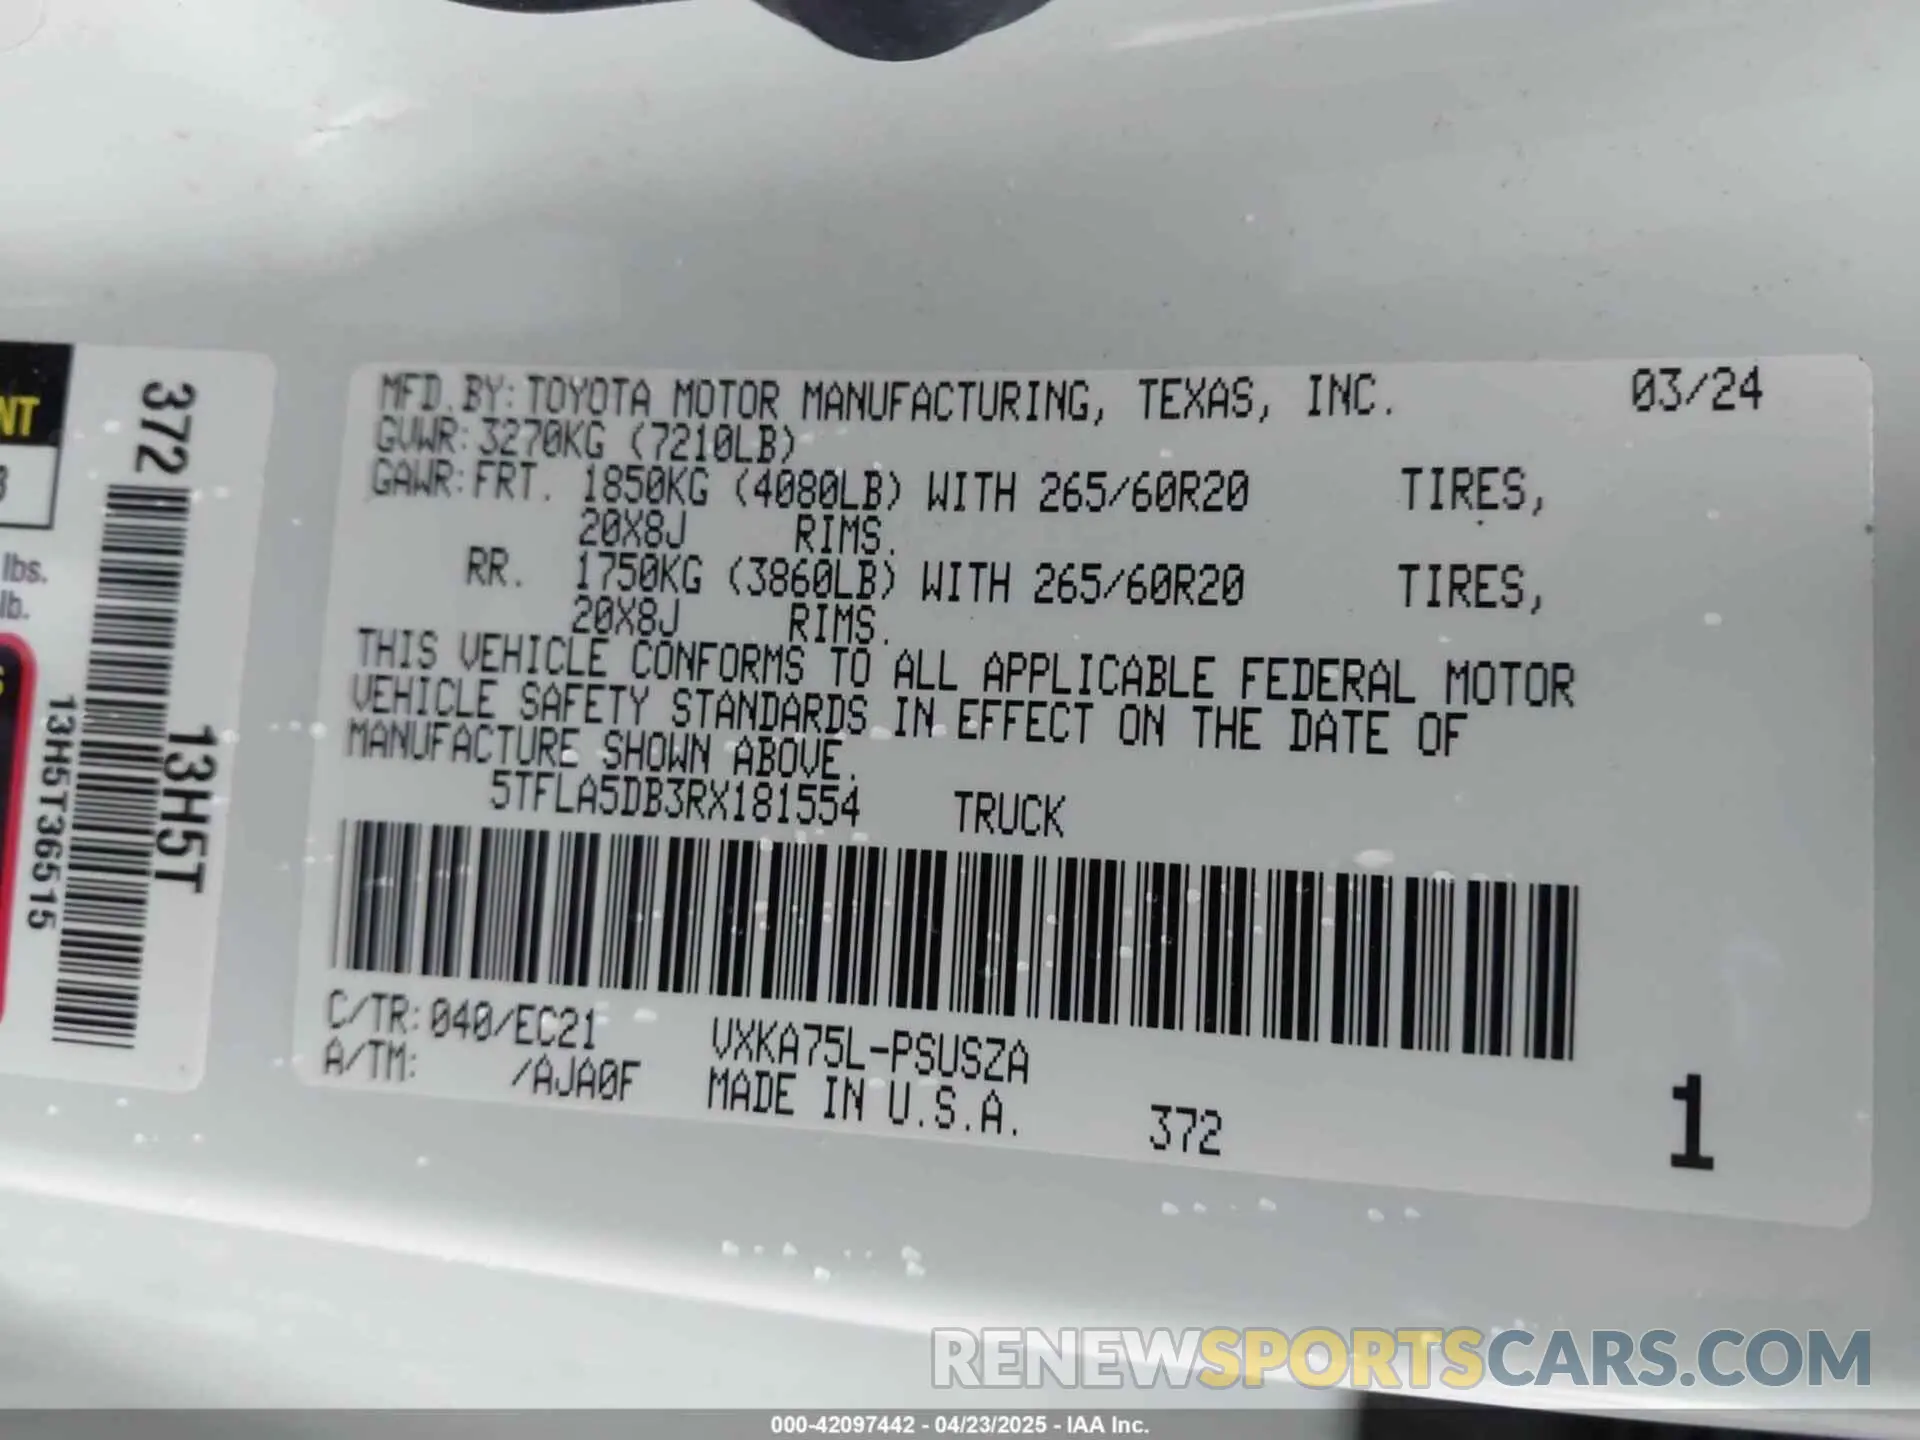 MFD.BY: TOYOTA MOTOR MANUFACTURING, TEXAS, INC. 03/24
GVWR: 3270KG (7210LB)
GAWR: FRT. 1850KG (4080LB) WITH 265/60R20 TIRES,
20X8J RIMS.
RR. 1750KG (3860LB) WITH 265/60R20 TIRES,
20X8J RIMS.
THIS VEHICLE CONFORMS TO ALL APPLICABLE FEDERAL MOTOR
VEHICLE SAFETY STANDARDS IN EFFECT ON THE DATE OF
MANUFACTURE SHOWN ABOVE.
5TFLA5DB3RX181554 TRUCK
C/TR: 040/EC21 VXKA75L-PSUSZA
A/TM: /AJA0F MADE IN U.S.A. 372
1
372
13H5T
13H5T36515
NT
lbs.
lb.
RENEWSPORTSCARS.COM
000-42097442 - 04/23/2025 - IAA Inc.